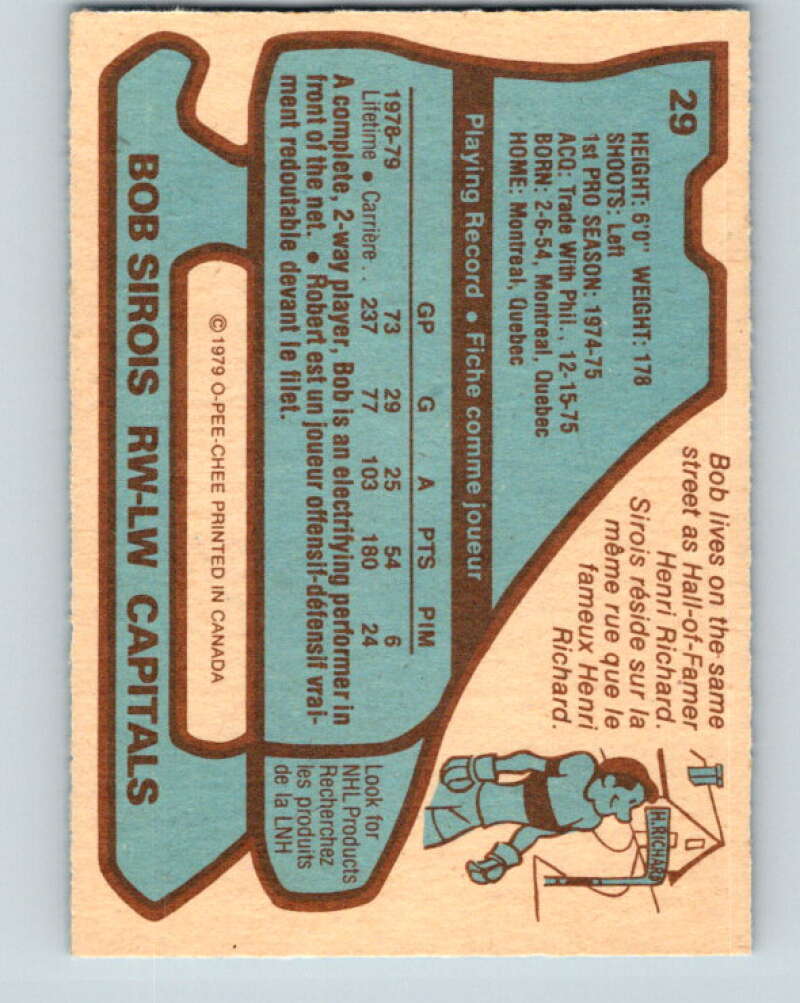 29
HEIGHT: 6'0" WEIGHT: 178
SHOOTS: Left
1st PRO SEASON: 1974-75
ACQ: Trade With Phil., 12-15-75
BORN: 2-6-54, Montreal, Quebec
HOME: Montreal, Quebec
Bob lives on the same
street as Hall-of-Famer
Henri Richard.
Sirois réside sur la
même rue que le
fameux Henri
Richard.
H.RICHARD
Playing Record • Fiche comme joueur
GP G A PTS PIM
1978-79 73 29 25 54 6
Lifetime • Carrière . . 237 77 103 180 24
A complete, 2-way player, Bob is an electrifying performer in
front of the net. • Robert est un joueur offensif-défensif vrai-
ment redoutable devant le filet.
Look for
NHL Products
Recherchez
les produits
de la LNH
© 1979 O-PEE-CHEE PRINTED IN CANADA
BOB SIROIS RW-LW CAPITALS